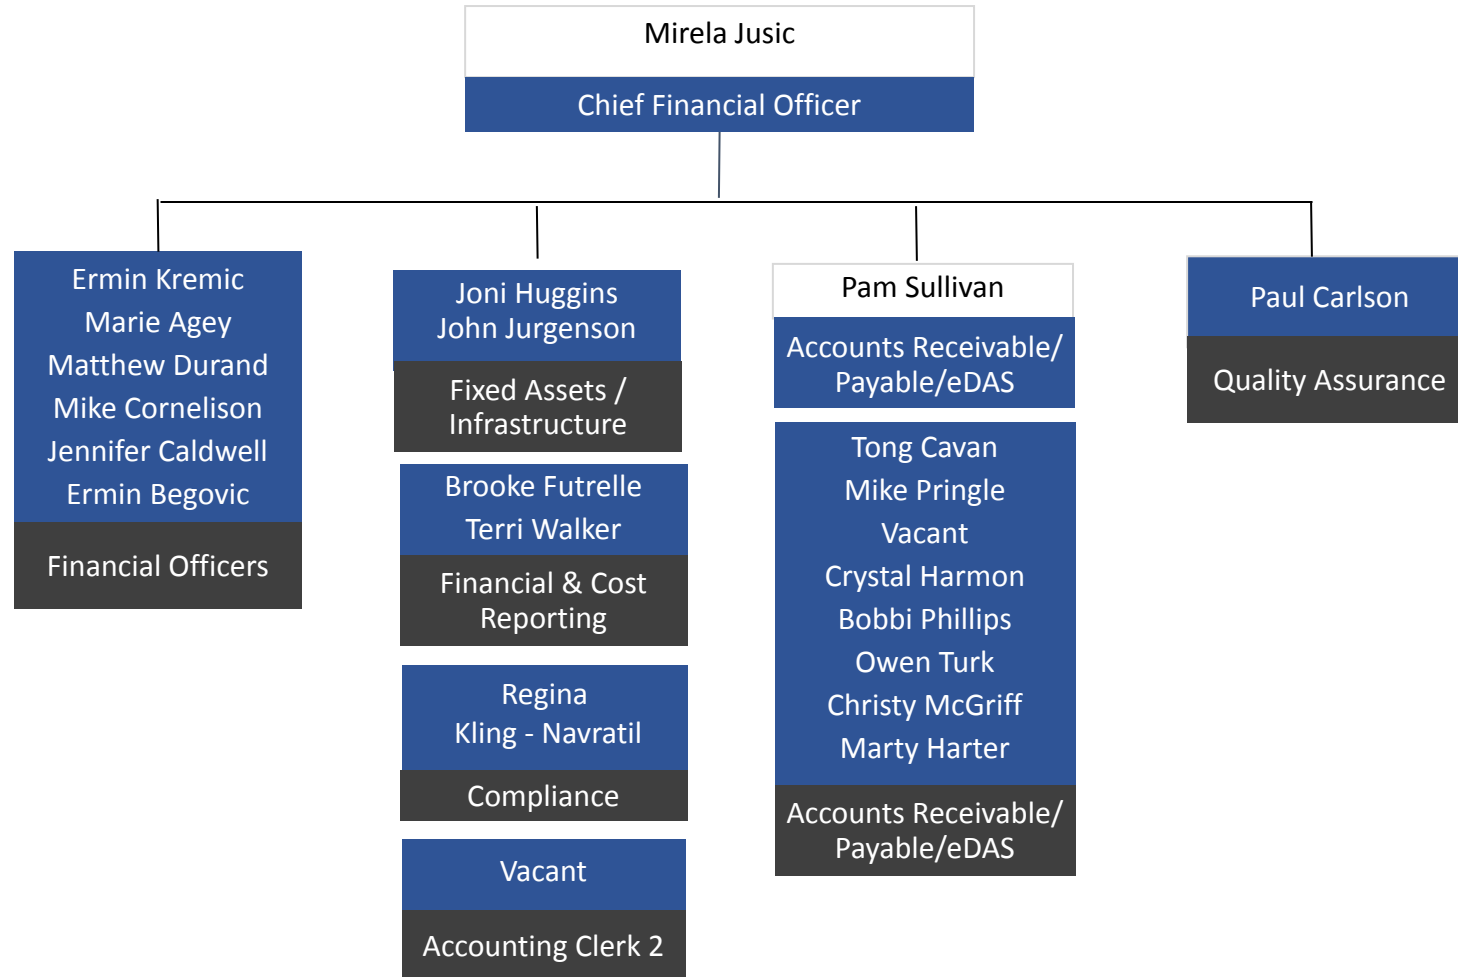 Mirela Jusic
Chief Financial Officer
Ermin Kremic
Marie Agey
Matthew Durand
Mike Cornelison
Jennifer Caldwell
Ermin Begovic
Financial Officers
Joni Huggins
John Jurgenson
Fixed Assets /
Infrastructure
Brooke Futrelle
Terri Walker
Financial & Cost
Reporting
Regina
Kling - Navratil
Compliance
Vacant
Accounting Clerk 2
Pam Sullivan
Accounts Receivable/
Payable/eDAS
Tong Cavan
Mike Pringle
Vacant
Crystal Harmon
Bobbi Phillips
Owen Turk
Christy McGriff
Marty Harter
Accounts Receivable/
Payable/eDAS
Paul Carlson
Quality Assurance